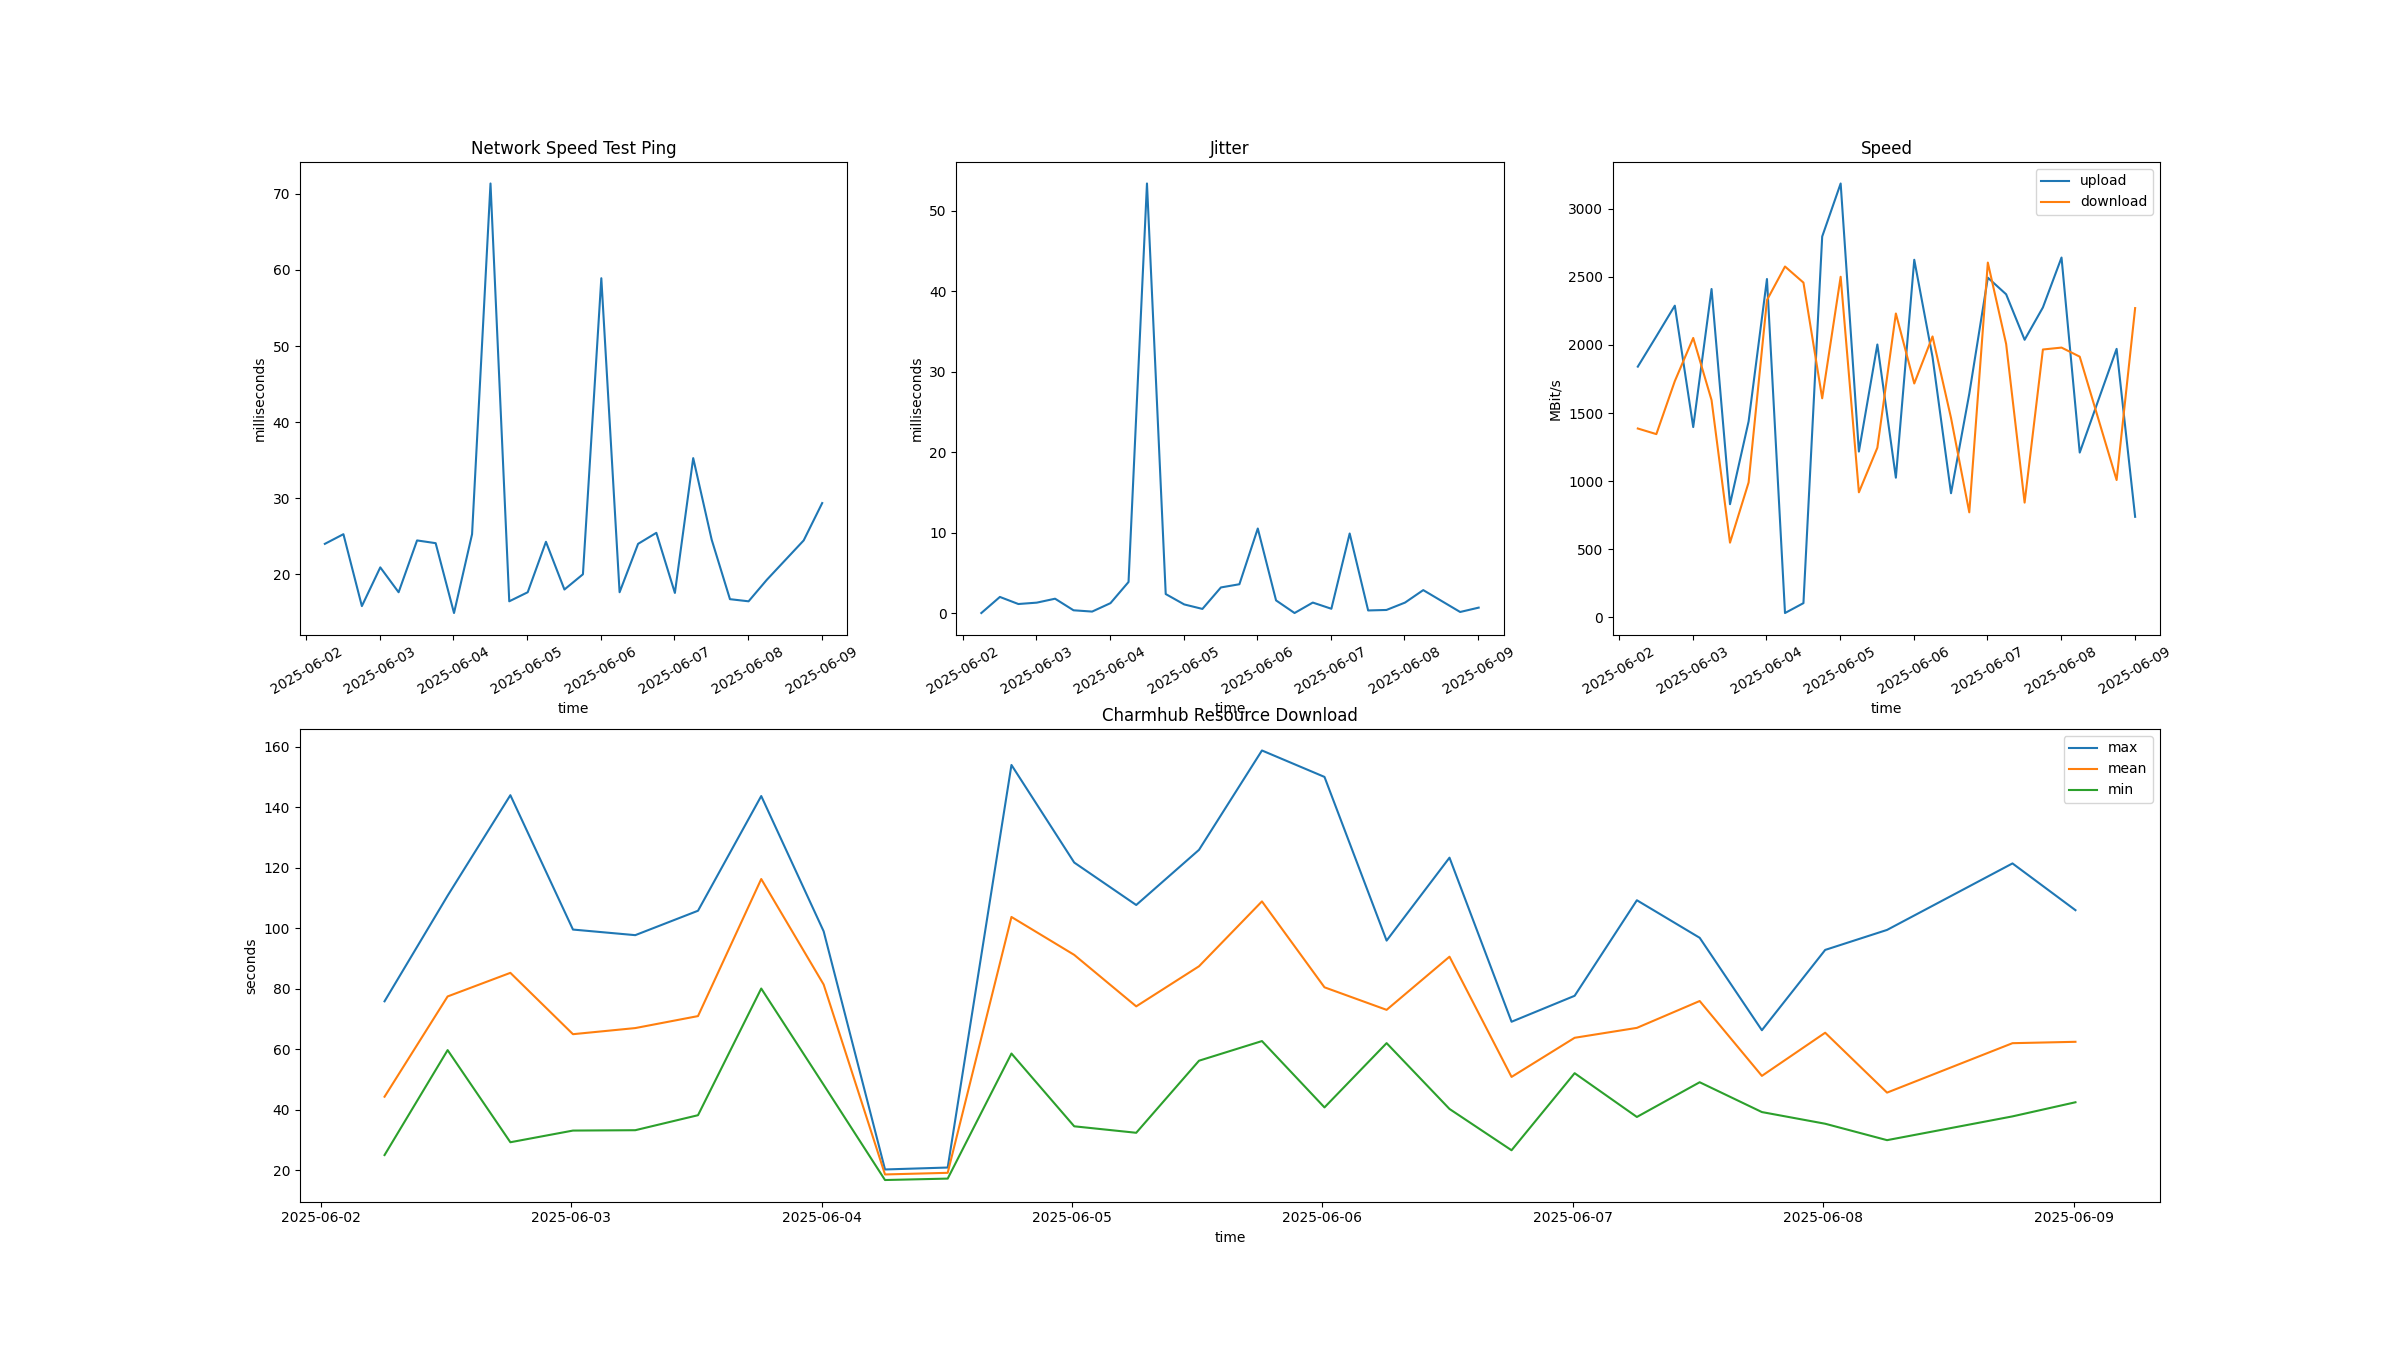 Network Speed Test Ping
milliseconds
70
60
50
40
30
20
2025-06-02 2025-06-03 2025-06-04 2025-06-05 2025-06-06 2025-06-07 2025-06-08 2025-06-09
time
Jitter
milliseconds
50
40
30
20
10
0
2025-06-02 2025-06-03 2025-06-04 2025-06-05 2025-06-06 2025-06-07 2025-06-08 2025-06-09
time
Speed
upload
download
MBit/s
3000
2500
2000
1500
1000
500
0
2025-06-02 2025-06-03 2025-06-04 2025-06-05 2025-06-06 2025-06-07 2025-06-08 2025-06-09
time
Charmhub Resource Download
max
mean
min
seconds
160
140
120
100
80
60
40
20
2025-06-02 2025-06-03 2025-06-04 2025-06-05 2025-06-06 2025-06-07 2025-06-08 2025-06-09
time